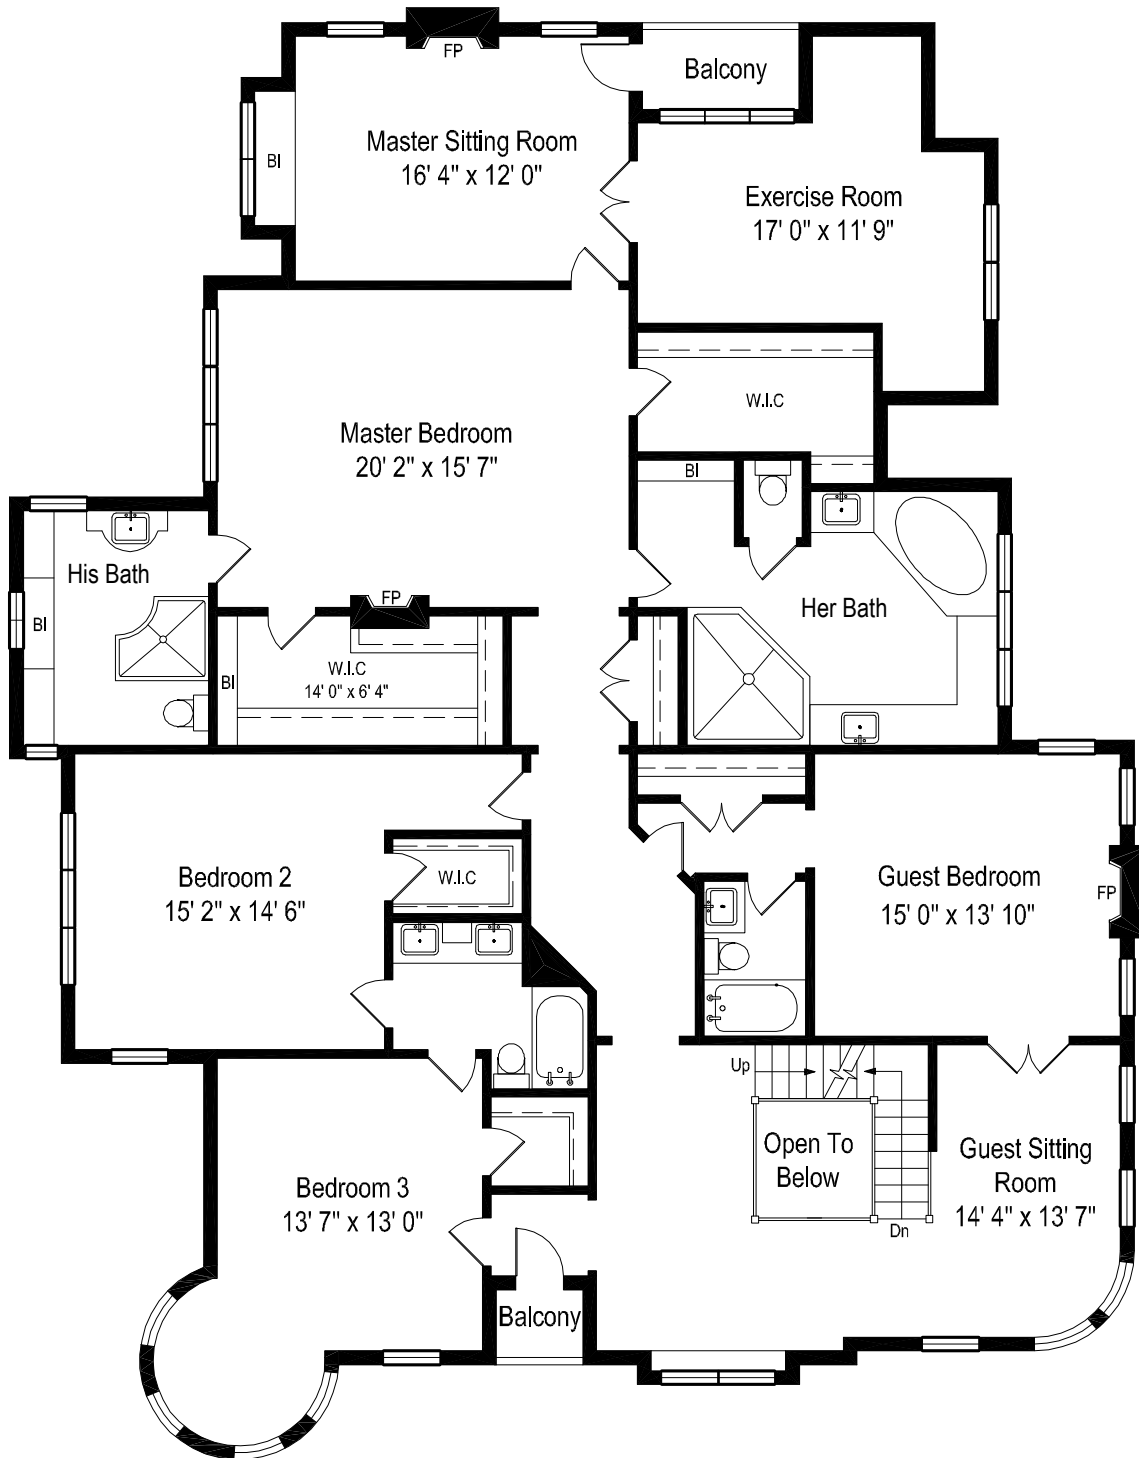 FP
Balcony
Master Sitting Room
16' 4" x 12' 0"
BI
Exercise Room
17' 0" x 11' 9"
W.I.C
Master Bedroom
20' 2" x 15' 7"
BI
His Bath
BI
FP
Her Bath
W.I.C
14' 0" x 6' 4"
BI
Bedroom 2
15' 2" x 14' 6"
W.I.C
Guest Bedroom
15' 0" x 13' 10"
FP
Up
Open To
Below
Dn
Guest Sitting
Room
14' 4" x 13' 7"
Bedroom 3
13' 7" x 13' 0"
Balcony